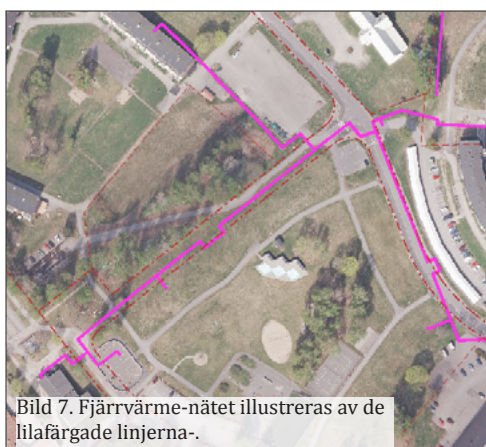 Bild 7. Fjärrvärme-nätet illustreras av de
lilafärgade linjerna-.